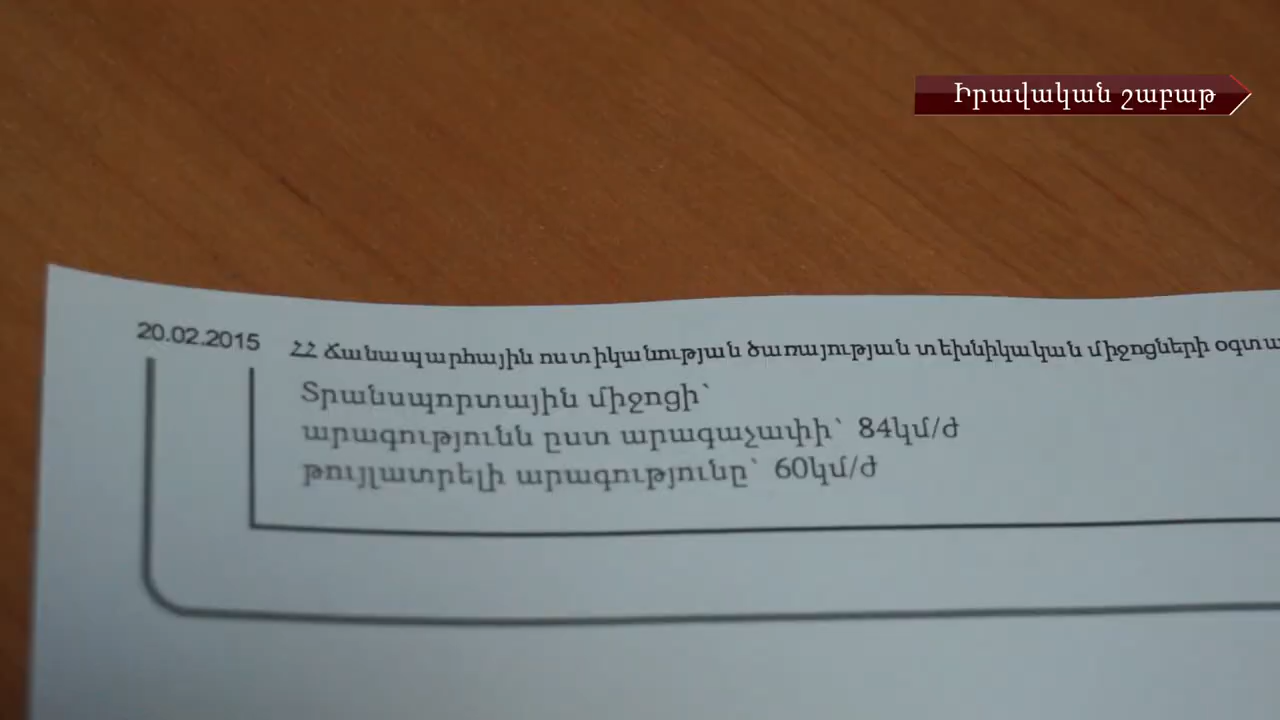 Իրավական շաբաթ
20.02.2015 ՀՀ Ճանապարհային ոստիկանության ծառայության տեխնիկական միջոցների
Տրանսպորտային միջոցի՝
արագությունն ըստ արագաչափի՝ 84կմ/ժ
թույլատրելի արագությունը՝ 60կմ/ժ